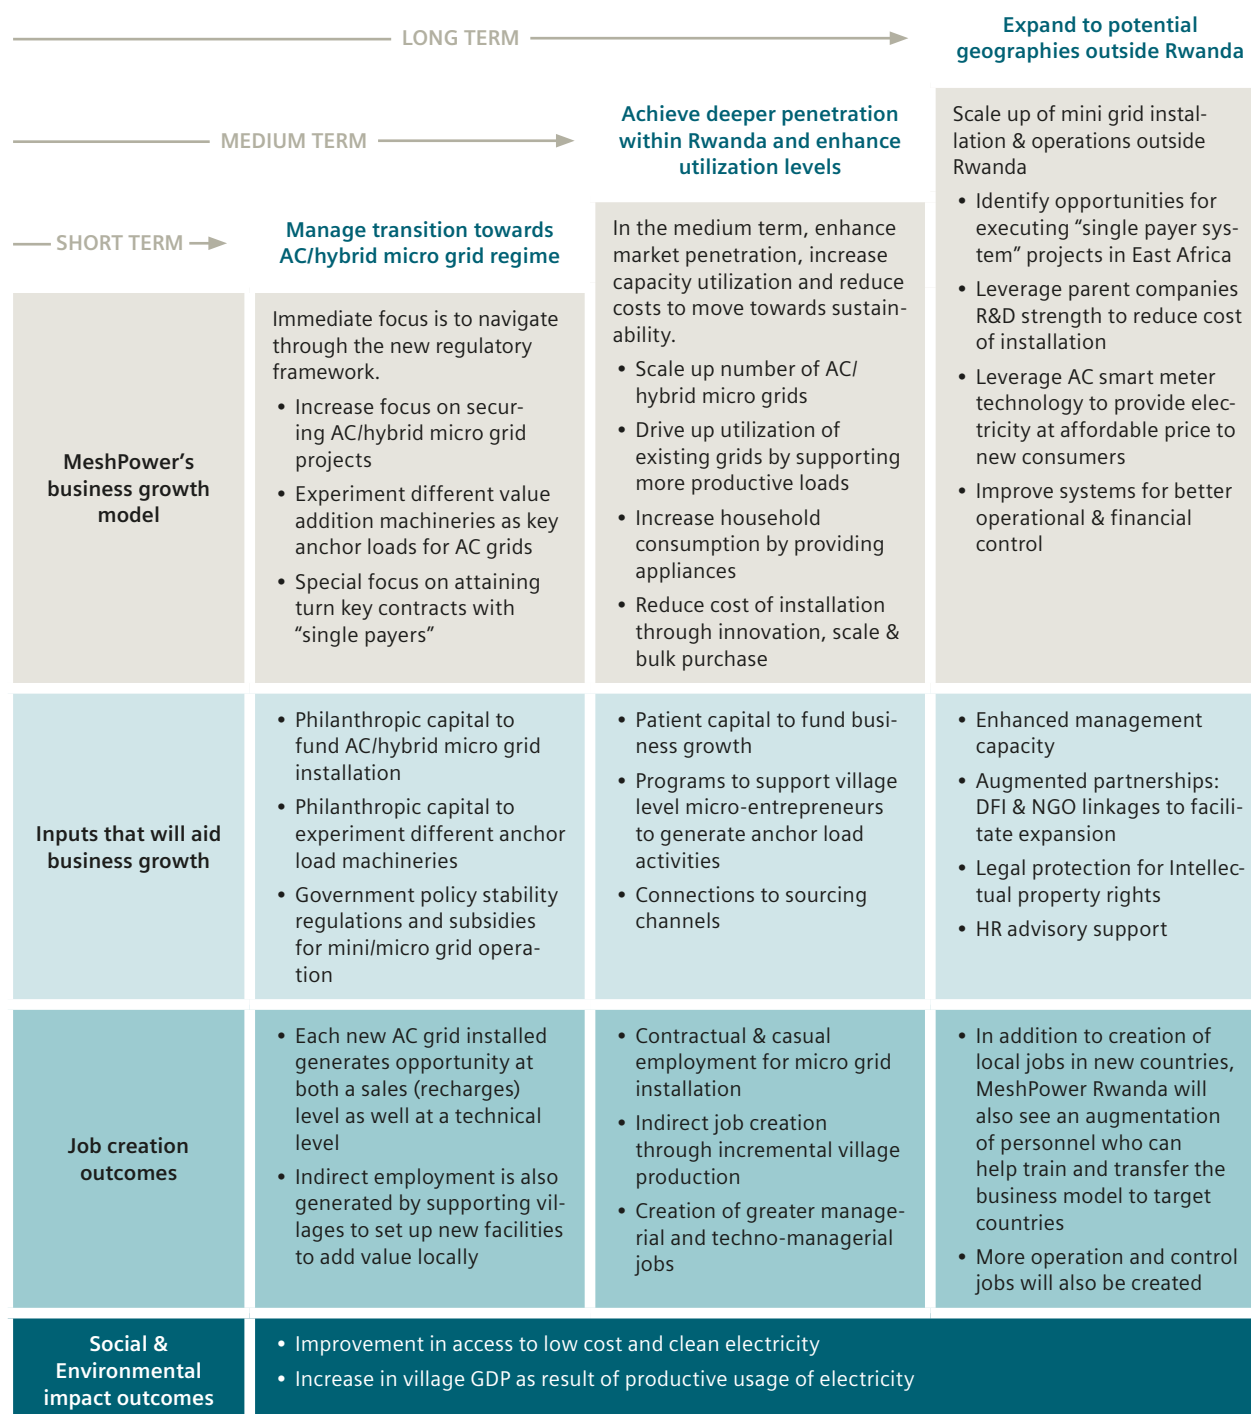 LONG TERM
Expand to potential
geographies outside Rwanda
MEDIUM TERM
Achieve deeper penetration
within Rwanda and enhance
utilization levels
SHORT TERM
Manage transition towards
AC/hybrid micro grid regime
MeshPower's
business growth
model
Immediate focus is to navigate
through the new regulatory
framework.
• Increase focus on secur-
ing AC/hybrid micro grid
projects
• Experiment different value
addition machineries as key
anchor loads for AC grids
• Special focus on attaining
turn key contracts with
"single payers"
In the medium term, enhance
market penetration, increase
capacity utilization and reduce
costs to move towards sustain-
ability.
• Scale up number of AC/
hybrid micro grids
• Drive up utilization of
existing grids by supporting
more productive loads
• Increase household
consumption by providing
appliances
• Reduce cost of installation
through innovation, scale &
bulk purchase
Scale up of mini grid instal-
lation & operations outside
Rwanda
• Identify opportunities for
executing "single payer sys-
tem" projects in East Africa
• Leverage parent companies
R&D strength to reduce cost
of installation
• Leverage AC smart meter
technology to provide elec-
tricity at affordable price to
new consumers
• Improve systems for better
operational & financial
control
Inputs that will aid
business growth
• Philanthropic capital to
fund AC/hybrid micro grid
installation
• Philanthropic capital to
experiment different anchor
load machineries
• Government policy stability
regulations and subsidies
for mini/micro grid opera-
tion
• Patient capital to fund busi-
ness growth
• Programs to support village
level micro-entrepreneurs
to generate anchor load
activities
• Connections to sourcing
channels
• Enhanced management
capacity
• Augmented partnerships:
DFI & NGO linkages to facili-
tate expansion
• Legal protection for Intellec-
tual property rights
• HR advisory support
Job creation
outcomes
• Each new AC grid installed
generates opportunity at
both a sales (recharges)
level as well at a technical
level
• Indirect employment is also
generated by supporting vil-
lages to set up new facilities
to add value locally
• Contractual & casual
employment for micro grid
installation
• Indirect job creation
through incremental village
production
• Creation of greater manage-
rial and techno-managerial
jobs
• In addition to creation of
local jobs in new countries,
MeshPower Rwanda will
also see an augmentation
of personnel who can
help train and transfer the
business model to target
countries
• More operation and control
jobs will also be created
Social &
Environmental
impact outcomes
• Improvement in access to low cost and clean electricity
• Increase in village GDP as result of productive usage of electricity